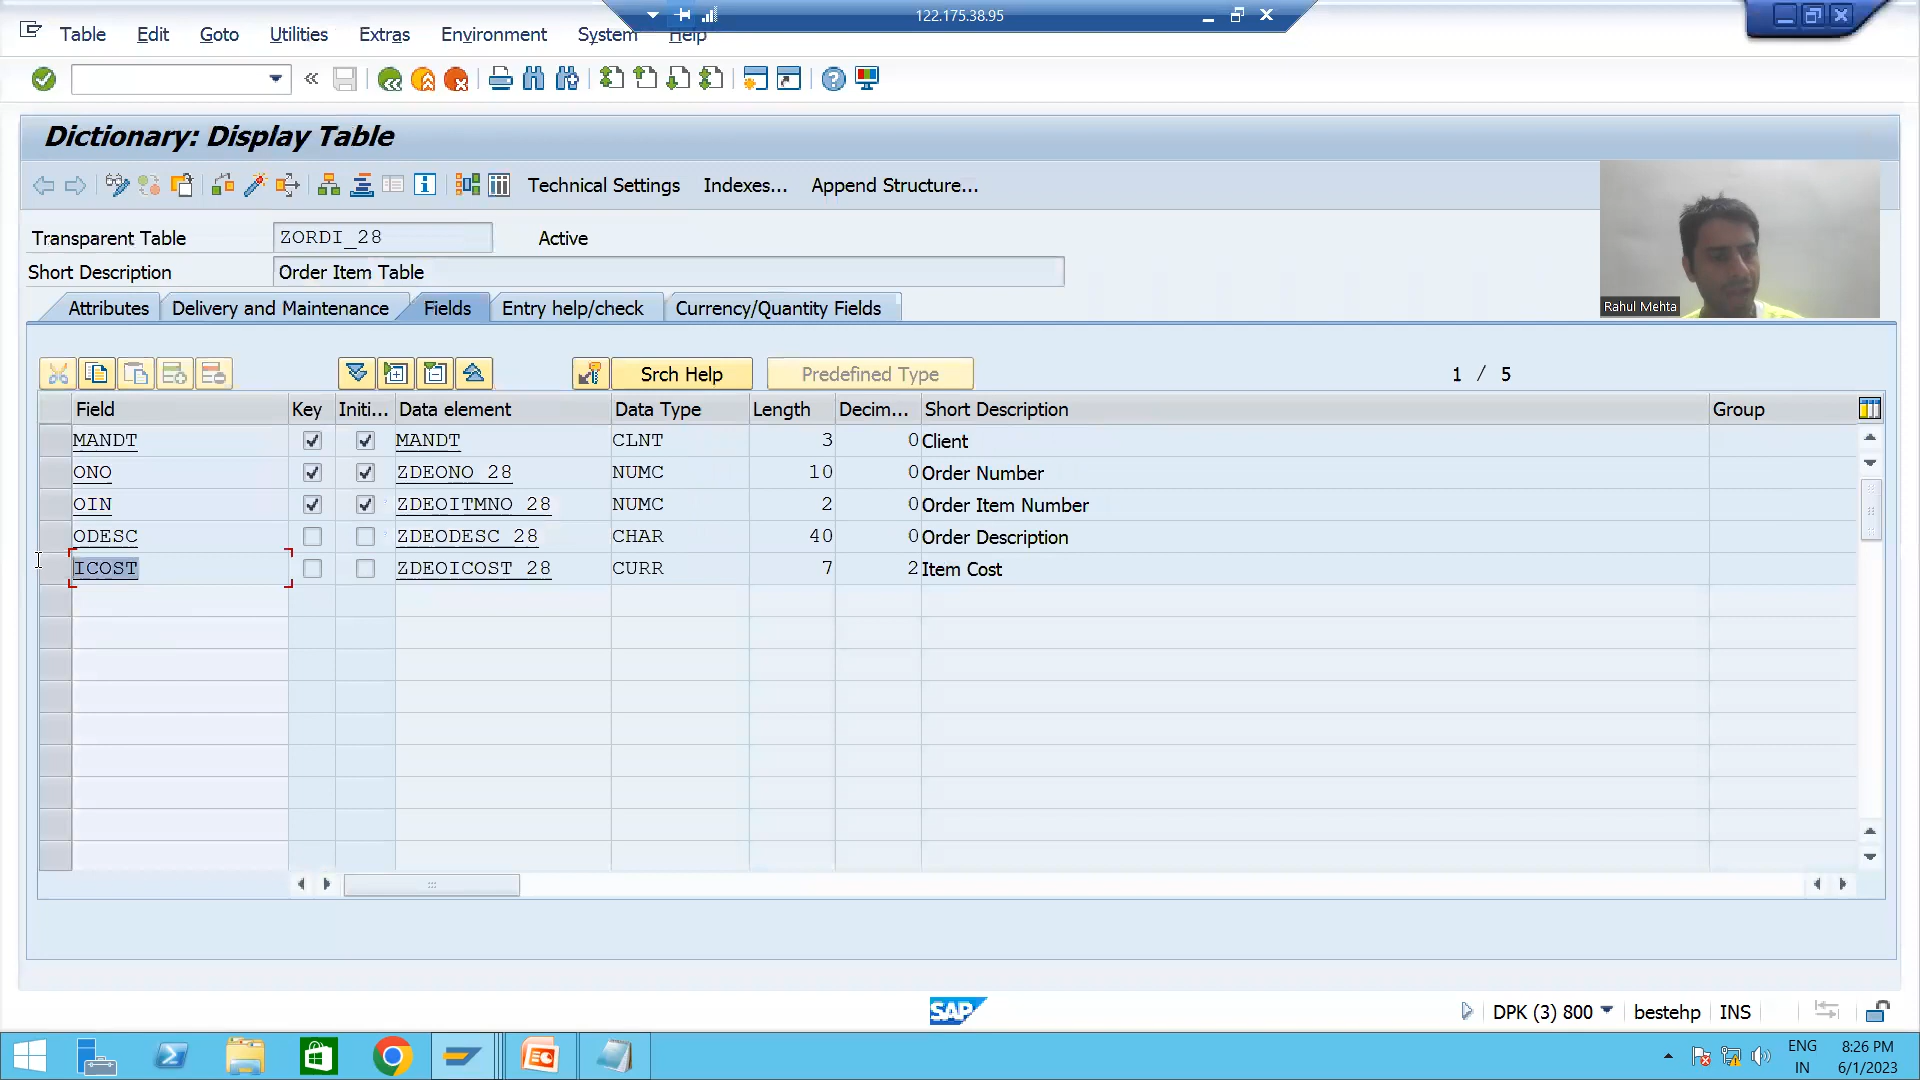 122.175.38.95
Table Edit Goto Utilities Extras Environment System Help
Dictionary: Display Table
Technical Settings Indexes... Append Structure...
Transparent Table ZORDI_28 Active
Short Description Order Item Table
Attributes Delivery and Maintenance Fields Entry help/check Currency/Quantity Fields
Rahul Mehta
Srch Help Predefined Type 1 / 5
Field Key Initi... Data element Data Type Length Decim... Short Description Group
MANDT MANDT CLNT 3 0 Client
ONO ZDEONO_28 NUMC 10 0 Order Number
OIN ZDEOITMNO_28 NUMC 2 0 Order Item Number
ODESC ZDEODESC_28 CHAR 40 0 Order Description
ICOST ZDEOICOST_28 CURR 7 2 Item Cost
SAP DPK (3) 800 bestehp INS
ENG 8:26 PM
IN 6/1/2023